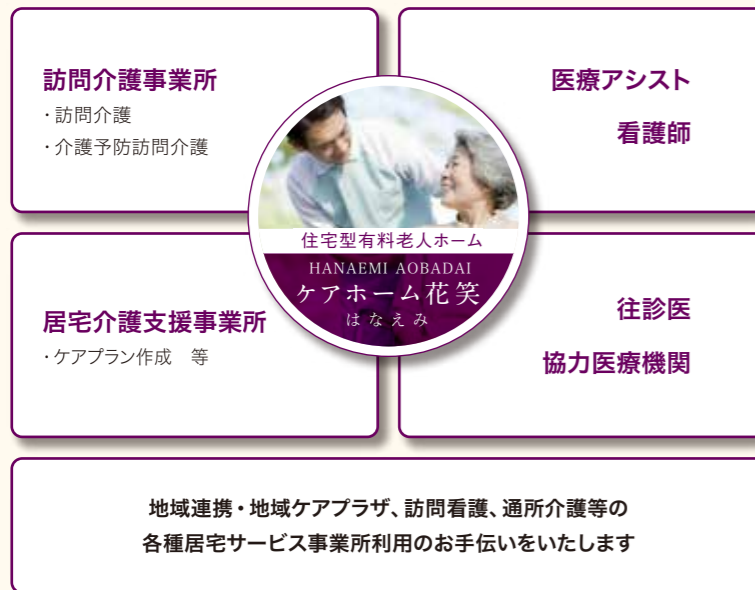 訪問介護事業所
・訪問介護
・介護予防訪問介護
医療アシスト
看護師
住宅型有料老人ホーム
HANAEMI AOBADAI
ケアホーム花笑
はなえみ
居宅介護支援事業所
・ケアプラン作成　等
往診医
協力医療機関
地域連携・地域ケアプラザ、訪問看護、通所介護等の
各種居宅サービス事業所利用のお手伝いをいたします